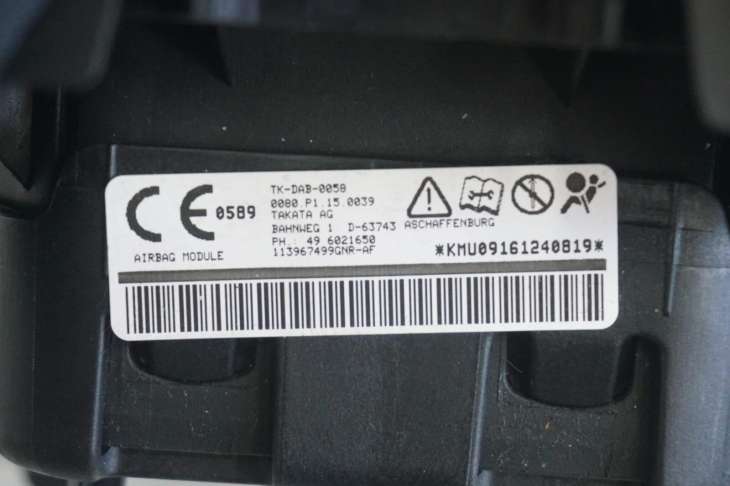 CE 0589
AIRBAG MODULE
TK-DAB-0058
0080.P1.15.0039
TAKATA AG
BAHNWEG 1 D-63743 ASCHAFFENBURG
PH.: 49 6021650
113967499GNR-AF
*KMU09161240819*